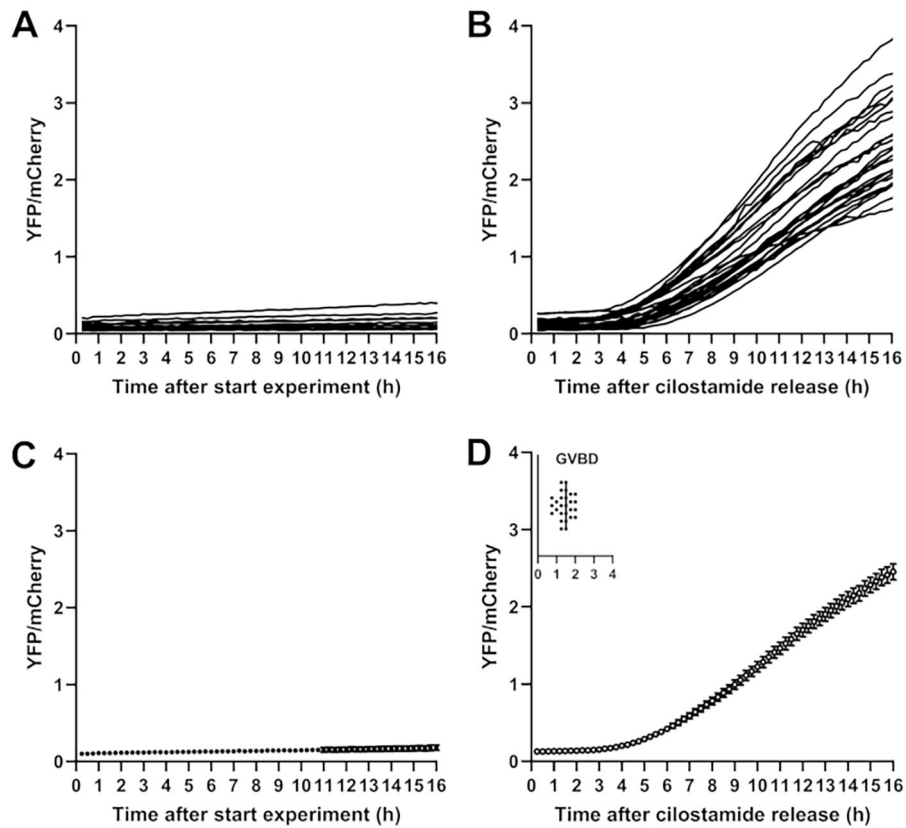 A
4
3
2
1
0
YFP/mCherry
0 1 2 3 4 5 6 7 8 9 10 11 12 13 14 15 16
Time after start experiment (h)
B
4
3
2
1
0
YFP/mCherry
0 1 2 3 4 5 6 7 8 9 10 11 12 13 14 15 16
Time after cilostamide release (h)
C
4
3
2
1
0
YFP/mCherry
0 1 2 3 4 5 6 7 8 9 10 11 12 13 14 15 16
Time after start experiment (h)
D
4
3
2
1
0
YFP/mCherry
GVBD
0 1 2 3 4
0 1 2 3 4 5 6 7 8 9 10 11 12 13 14 15 16
Time after cilostamide release (h)